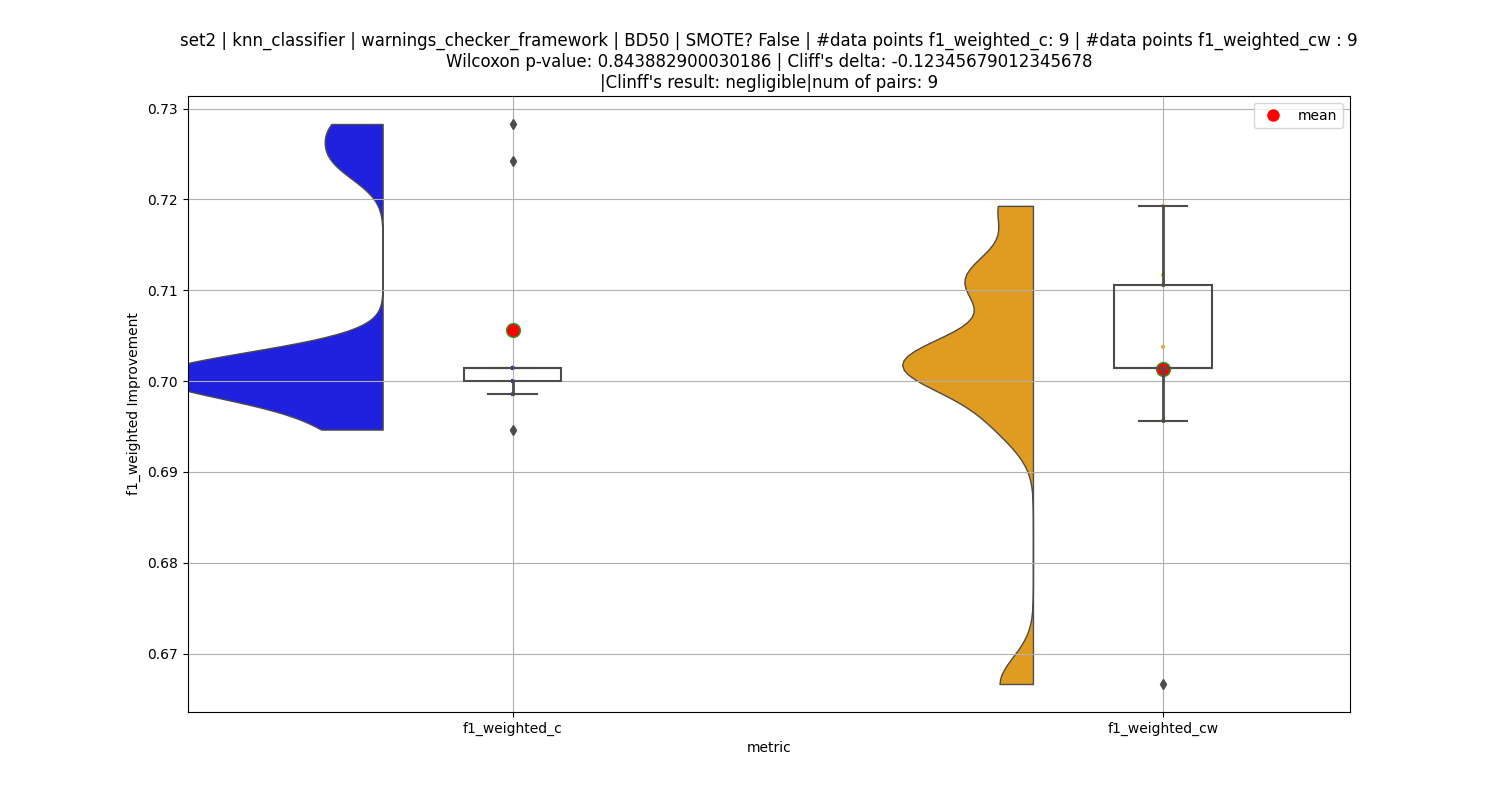 set2 | knn_classifier | warnings_checker_framework | BD50 | SMOTE? False | #data points f1_weighted_c: 9 | #data points f1_weighted_cw : 9
Wilcoxon p-value: 0.843882900030186 | Cliff's delta: -0.12345679012345678
|Clinff's result: negligible|num of pairs: 9
mean
0.73
0.72
0.71
0.70
0.69
0.68
0.67
f1_weighted Improvement
f1_weighted_c
f1_weighted_cw
metric